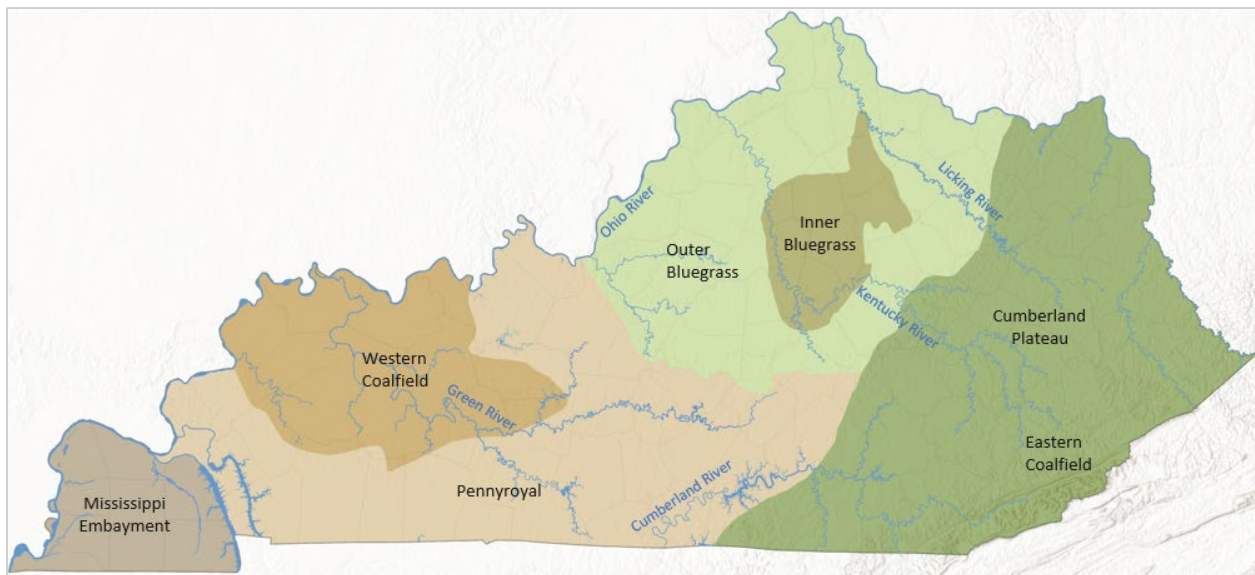 Ohio River
Licking River
Inner
Bluegrass
Outer
Bluegrass
Kentucky River
Cumberland
Plateau
Western
Coalfield
Green River
Eastern
Coalfield
Pennyroyal
Cumberland River
Mississippi
Embayment